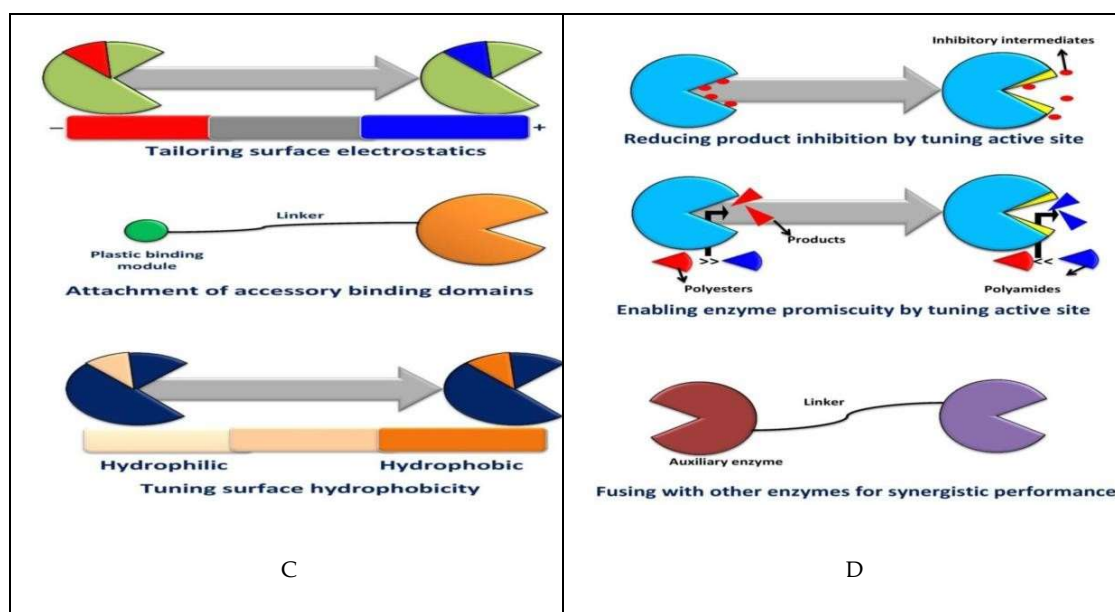 − +
Tailoring surface electrostatics
Linker
Plastic binding
module
Attachment of accessory binding domains
Hydrophilic Hydrophobic
Tuning surface hydrophobicity
C
Inhibitory intermediates
Reducing product inhibition by tuning active site
Products
>> <<
Polyesters Polyamides
Enabling enzyme promiscuity by tuning active site
Linker
Auxiliary enzyme
Fusing with other enzymes for synergistic performance
D